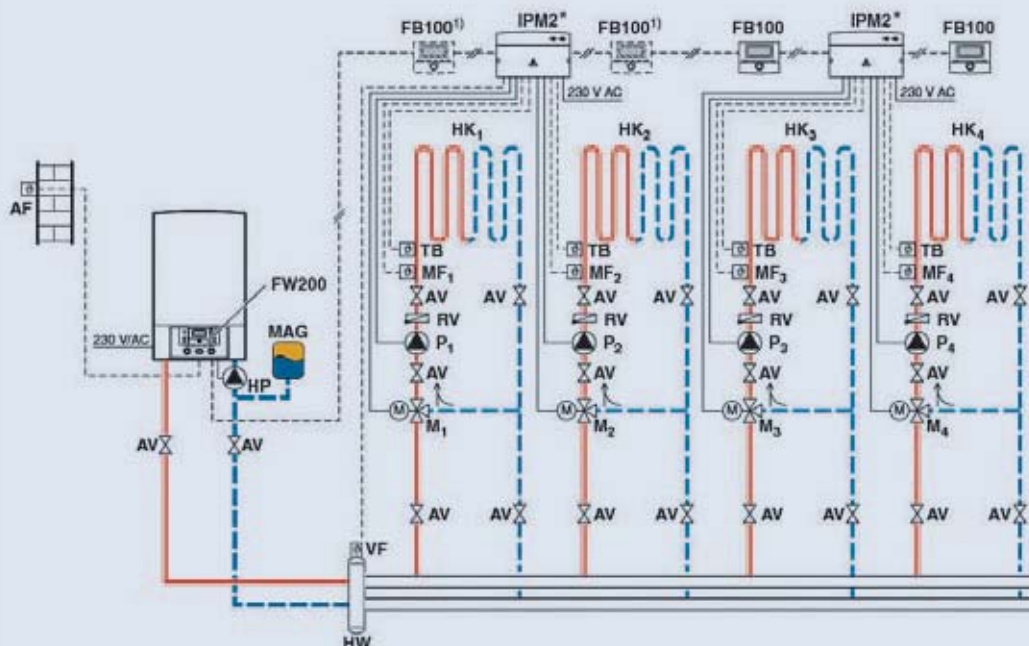 FB100¹⁾ IPM2* FB100¹⁾ FB100 IPM2* FB100
230 V AC 230 V AC
HK₁ HK₂ HK₃ HK₄
AF
TB TB TB TB
MF₁ MF₂ MF₃ MF₄
FW200
AV AV AV AV AV AV AV AV
MAG
RV RV RV RV
230 V/AC
P₁ P₂ P₃ P₄
HP
AV AV AV AV
M M₁ M M₂ M M₃ M M₄
AV AV
AV AV AV AV AV AV AV AV
VF
HW